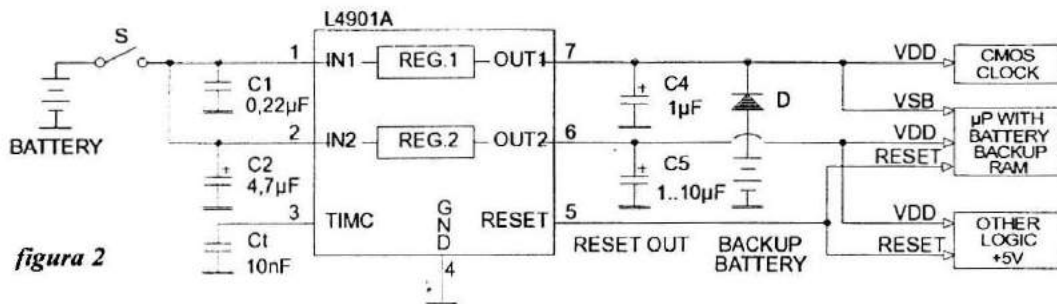 L4901A
S
BATTERY
1
IN1
REG.1
OUT1
7
C1
0,22µF
2
IN2
REG.2
OUT2
6
C2
4,7µF
3
TIMC
GND
RESET
5
4
Ct
10nF
C4
1µF
D
C5
1..10µF
RESET OUT
BACKUP
BATTERY
VDD
CMOS
CLOCK
VSB
VDD
RESET
µP WITH
BATTERY
BACKUP
RAM
VDD
RESET
OTHER
LOGIC
+5V
figura 2